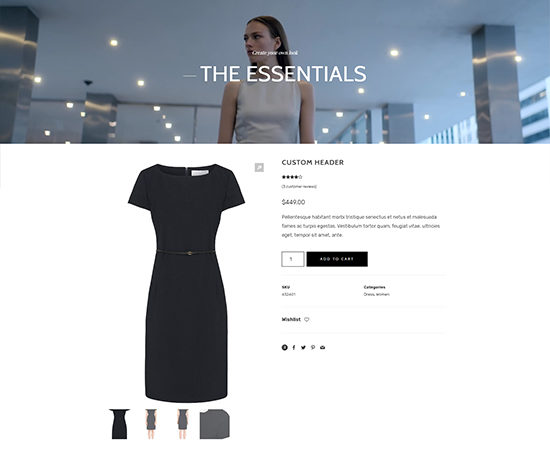 Create your own look
THE ESSENTIALS
CUSTOM HEADER
(3 customer reviews)
$449.00
Pellentesque habitant morbi tristique senectus et netus et malesuada
fames ac turpis egestas. Vestibulum tortor quam, feugiat vitae, ultricies
eget, tempor sit amet, ante.
1
ADD TO CART
SKU
Categories
Dress, Women
Wishlist